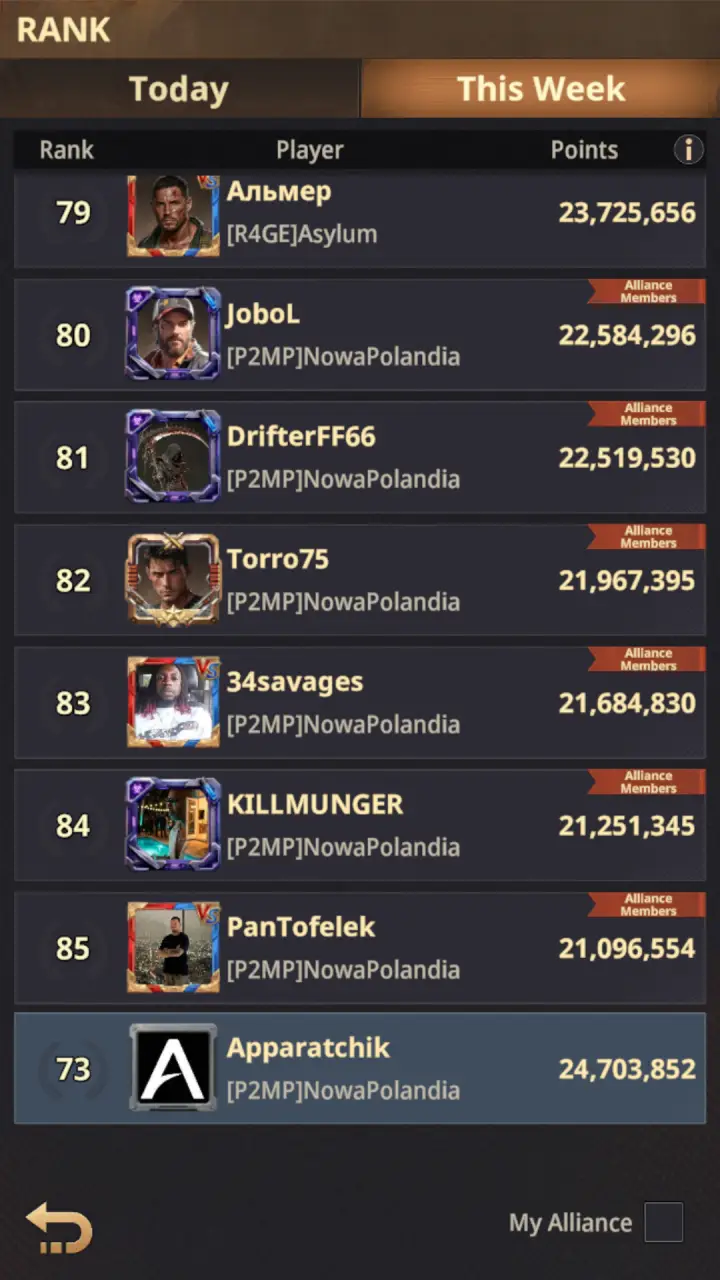 RANK
Today
This Week
Rank
Player
Points
79
Альмер
[R4GE]Asylum
23,725,656
80
JoboL
[P2MP]NowaPolandia
Alliance
Members
22,584,296
81
DrifterFF66
[P2MP]NowaPolandia
Alliance
Members
22,519,530
82
Torro75
[P2MP]NowaPolandia
Alliance
Members
21,967,395
83
34savages
[P2MP]NowaPolandia
Alliance
Members
21,684,830
84
KILLMUNGER
[P2MP]NowaPolandia
Alliance
Members
21,251,345
85
PanTofelek
[P2MP]NowaPolandia
Alliance
Members
21,096,554
73
Apparatchik
[P2MP]NowaPolandia
24,703,852
My Alliance